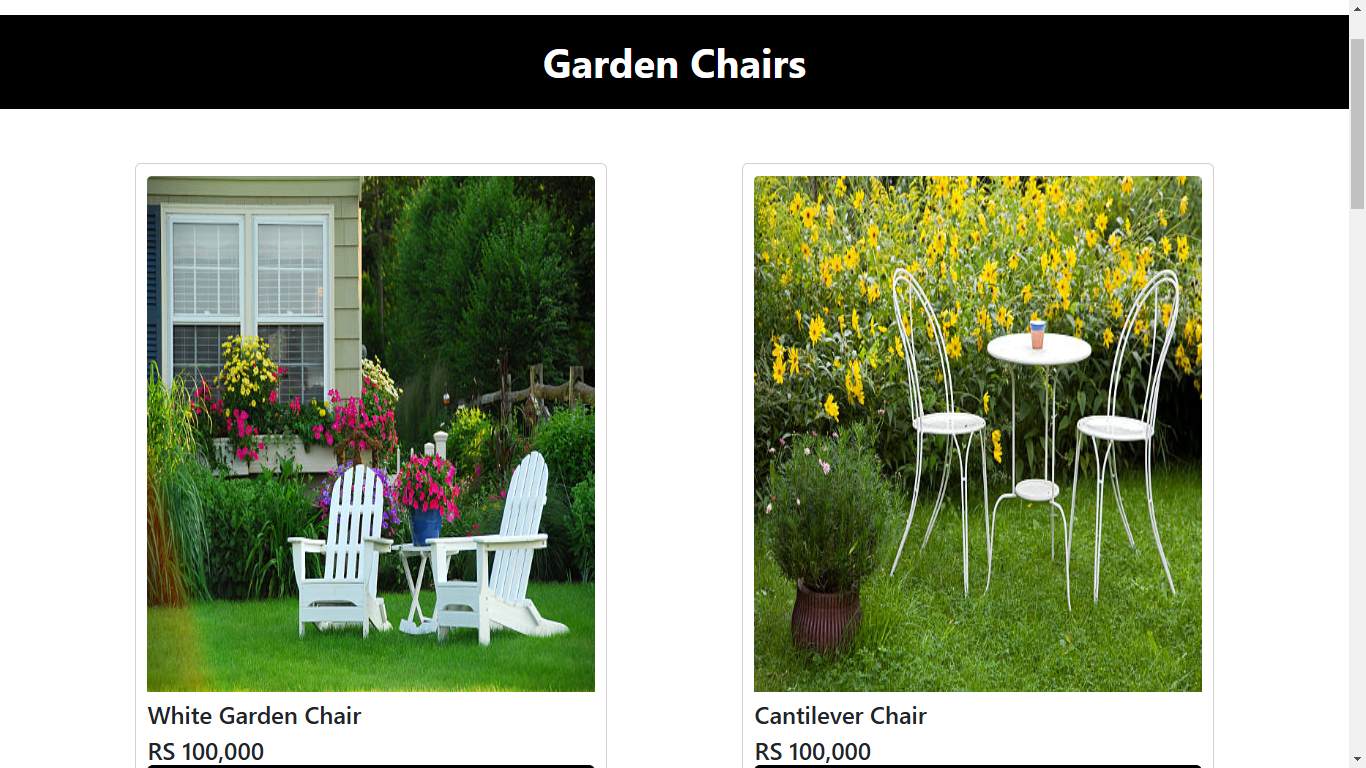 Garden Chairs
White Garden Chair
RS 100,000
Cantilever Chair
RS 100,000